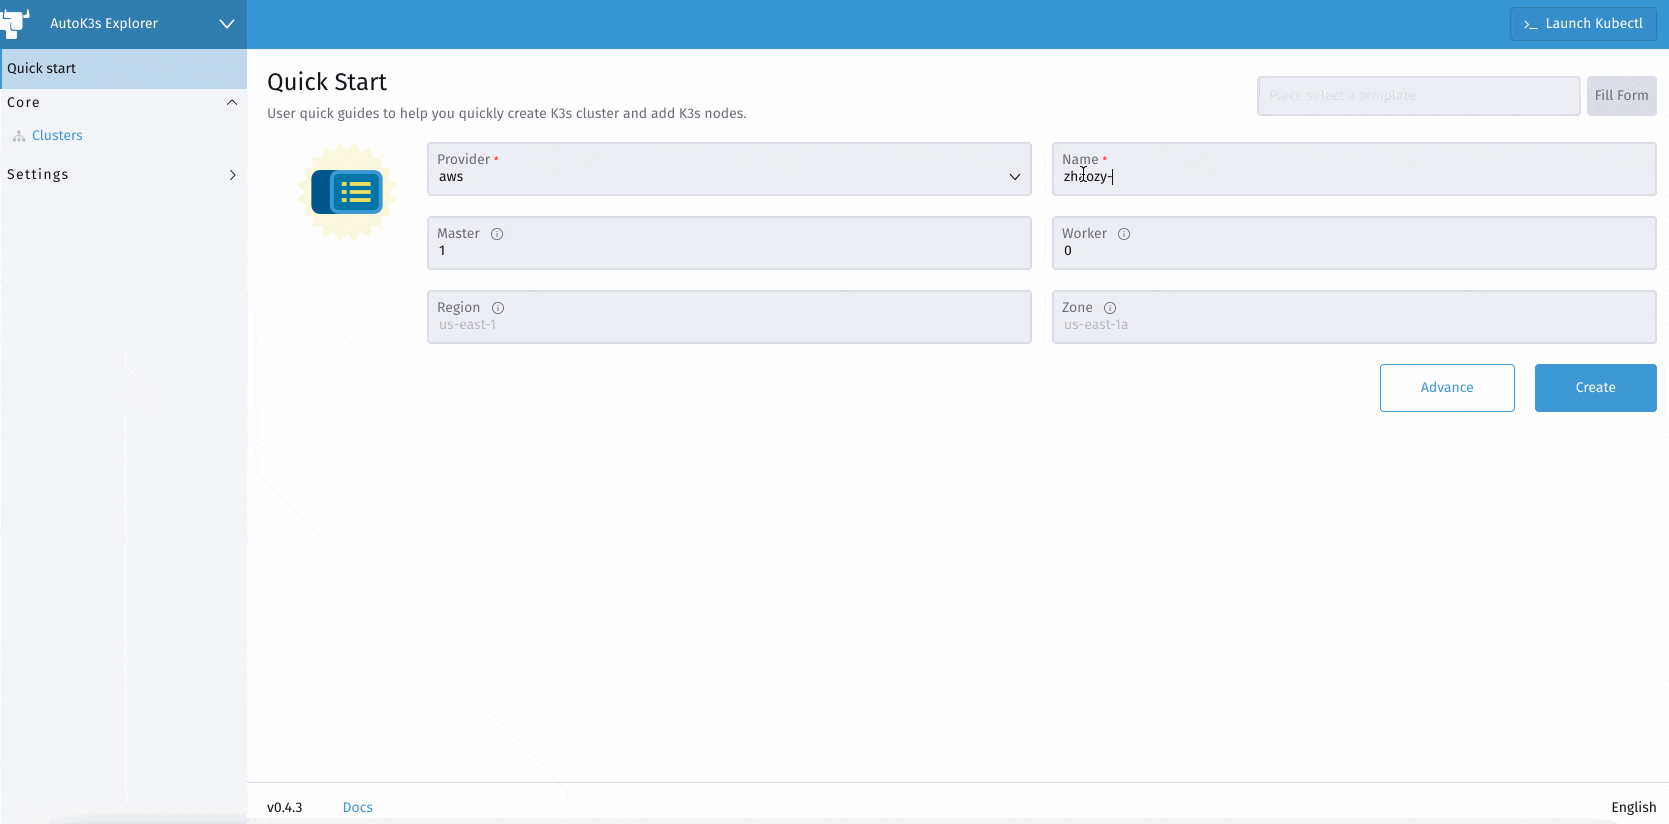 AutoK3s Explorer
>_ Launch Kubectl
Quick start
Core
Clusters
Settings
Quick Start
User quick guides to help you quickly create K3s cluster and add K3s nodes.
Place select a template
Fill Form
Provider *
aws
Name *
zhaozy-
Master
1
Worker
0
Region
us-east-1
Zone
us-east-1a
Advance
Create
v0.4.3
Docs
English